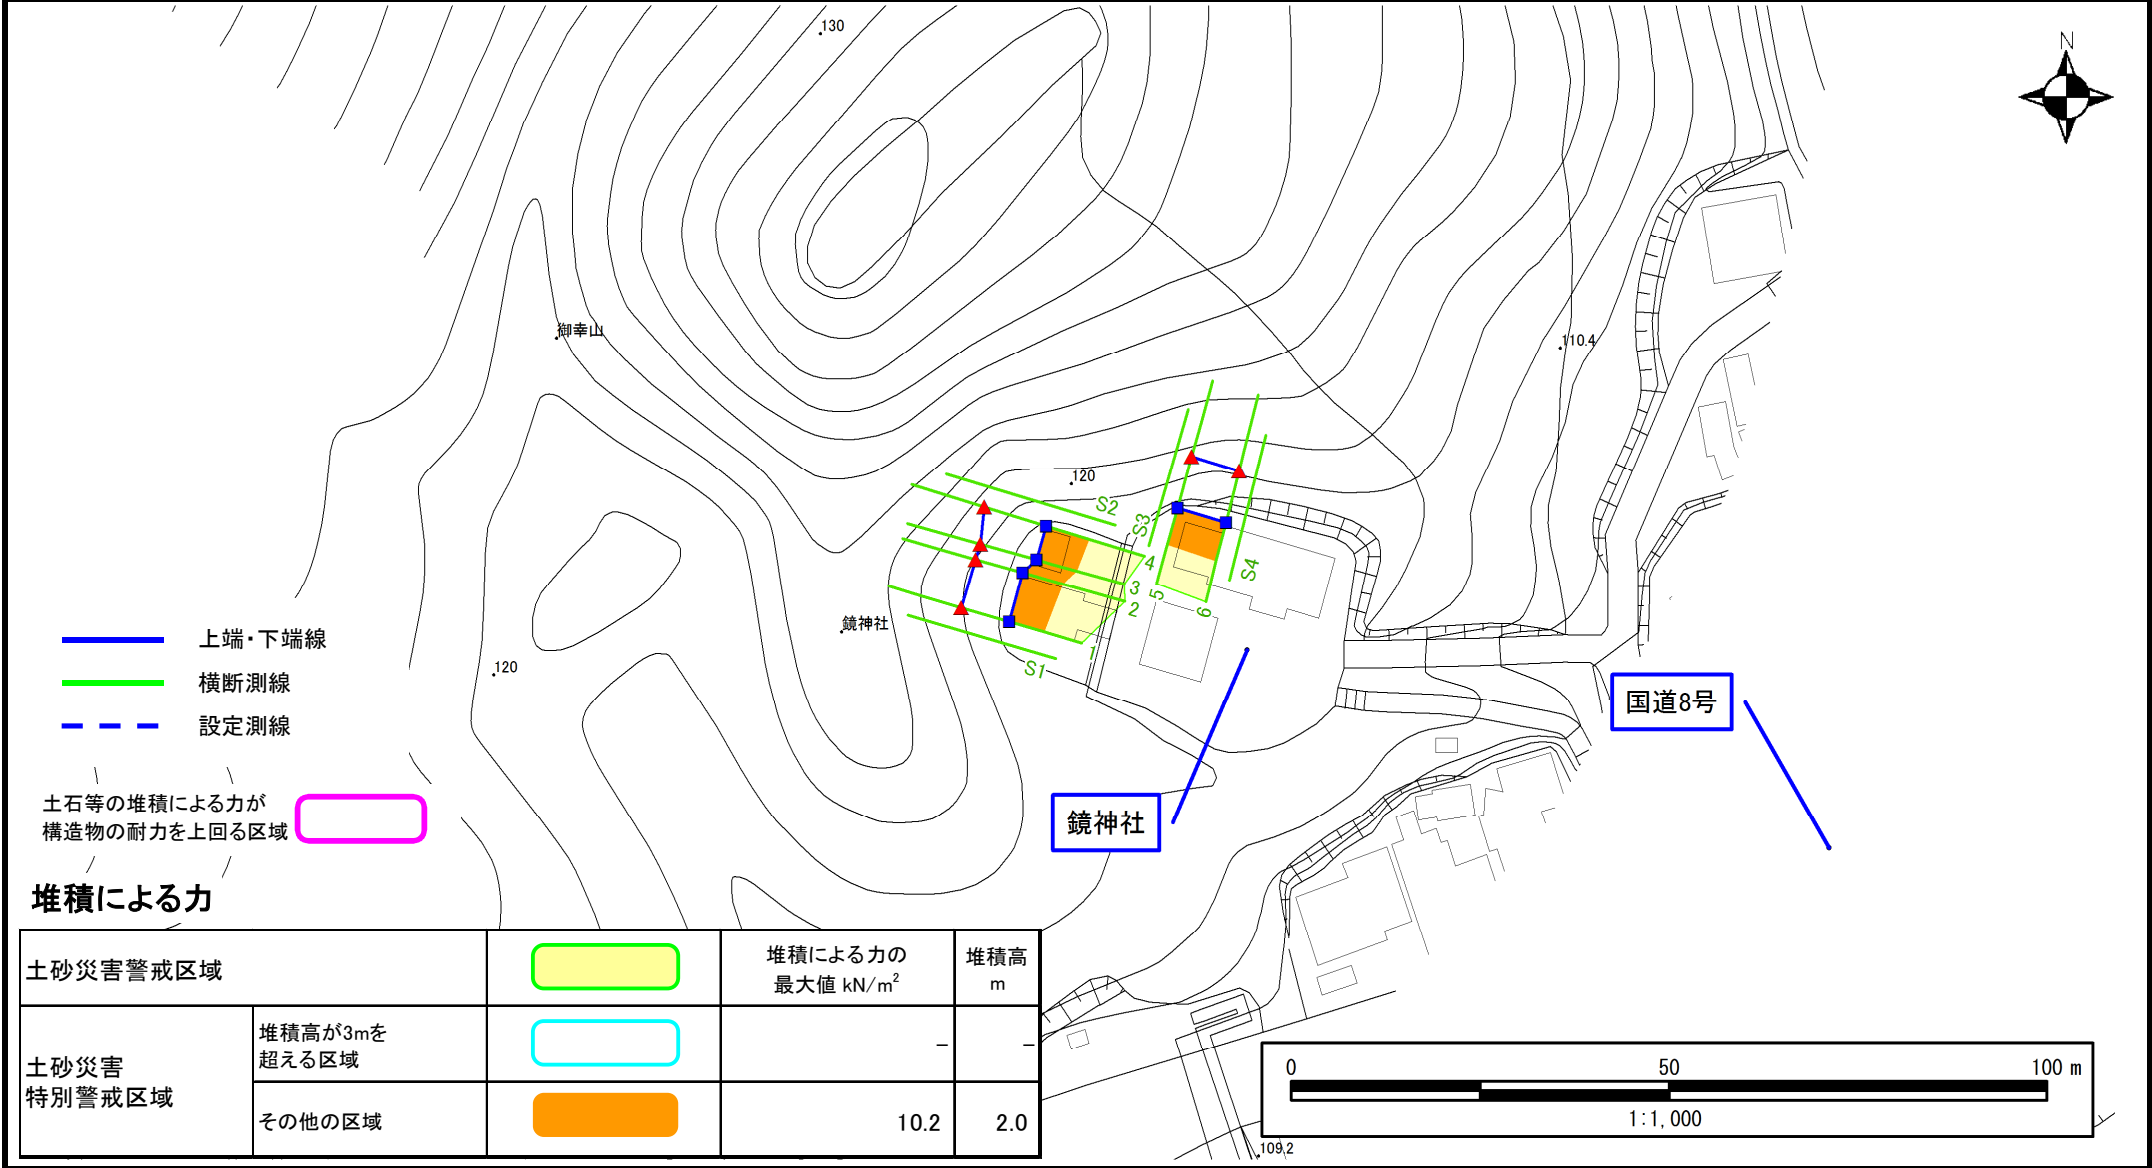 130
N
御幸山
110.4
120
S2
S3
S4
4
3
2
5
6
1
S1
鏡神社
120
上端・下端線
横断測線
設定測線
国道8号
土石等の堆積による力が
構造物の耐力を上回る区域
鏡神社
堆積による力
土砂災害警戒区域
堆積による力の
最大値 kN/m²
堆積高
m
土砂災害
特別警戒区域
堆積高が3mを
超える区域
－
－
その他の区域
10.2
2.0
0
50
100 m
1:1,000
109.2